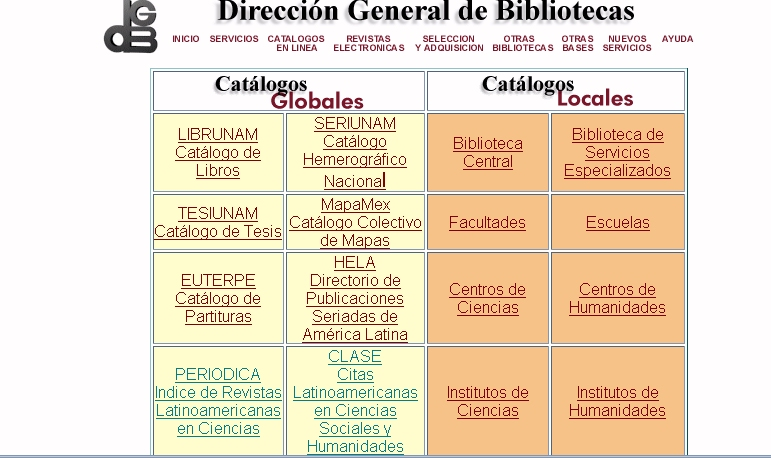 DGB
Dirección General de Bibliotecas
INICIO SERVICIOS CATALOGOS EN LINEA REVISTAS ELECTRONICAS SELECCION Y ADQUISICION OTRAS BIBLIOTECAS OTRAS BASES NUEVOS SERVICIOS AYUDA
Catálogos
Globales
Catálogos
Locales
LIBRUNAM
Catálogo de
Libros
SERIUNAM
Catálogo
Hemerográfico
Nacional
Biblioteca
Central
Biblioteca de
Servicios
Especializados
TESIUNAM
Catálogo de Tesis
MapaMex
Catálogo Colectivo
de Mapas
Facultades
Escuelas
EUTERPE
Catálogo de
Partituras
HELA
Directorio de
Publicaciones
Seriadas de
América Latina
Centros de
Ciencias
Centros de
Humanidades
PERIODICA
Indice de Revistas
Latinoamericanas
en Ciencias
CLASE
Citas
Latinoamericanas
en Ciencias
Sociales y
Humanidades
Institutos de
Ciencias
Institutos de
Humanidades